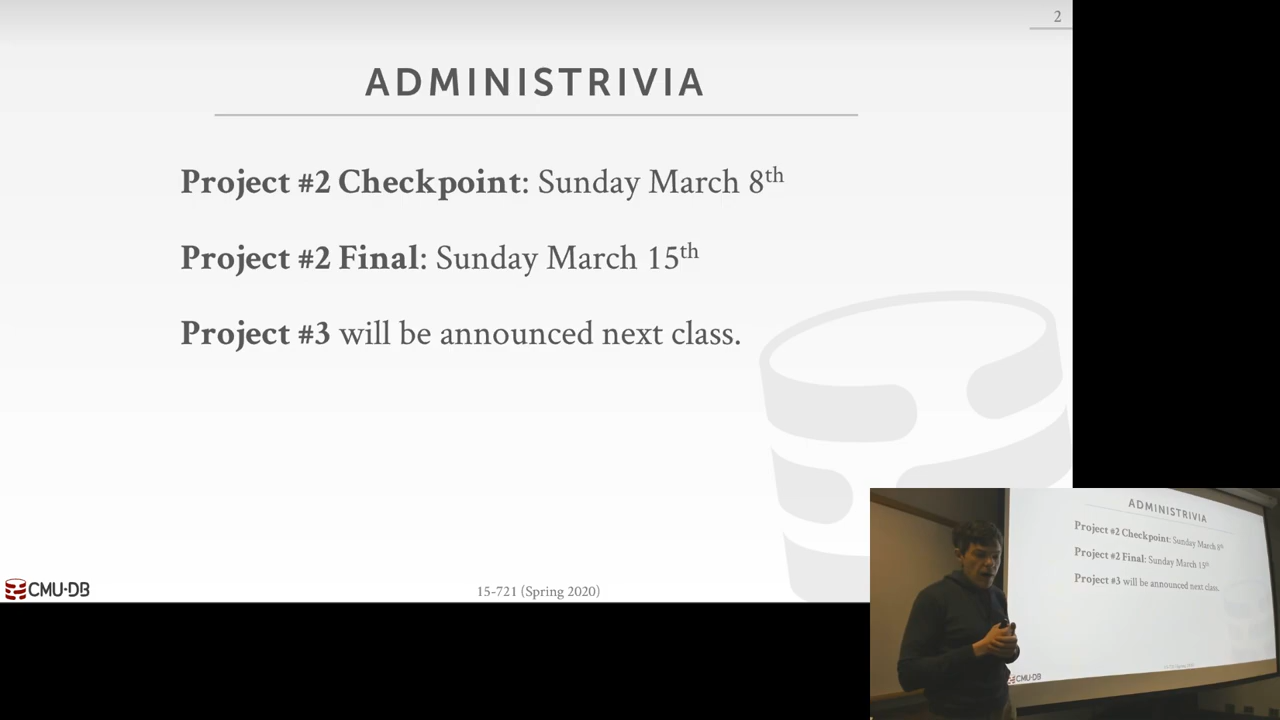 2
ADMINISTRIVIA
Project #2 Checkpoint: Sunday March 8th
Project #2 Final: Sunday March 15th
Project #3 will be announced next class.
CMU·DB
15-721 (Spring 2020)
ADMINISTRIVIA
Project #2 Checkpoint: Sunday March 8th
Project #2 Final: Sunday March 15th
Project #3 will be announced next class.
CMU·DB